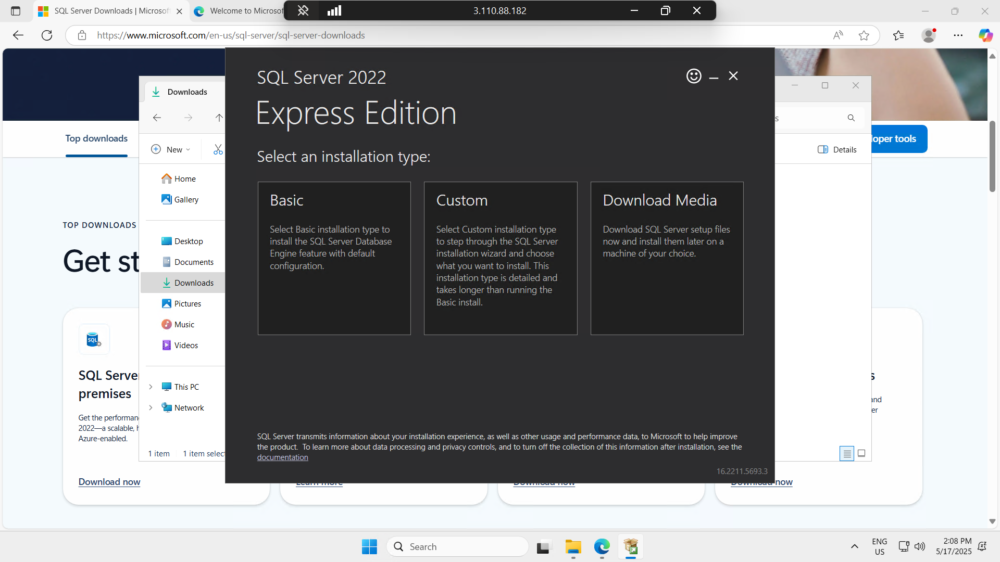 SQL Server Downloads | Microsoft
Welcome to Microsof
3.110.88.182
https://www.microsoft.com/en-us/sql-server/sql-server-downloads
Downloads
s
Top downloads
loper tools
New
Details
Home
Gallery
Desktop
Documents
Downloads
Pictures
Music
Videos
This PC
Network
1 item
1 item select
TOP DOWNLOADS
Get st
SQL Server
premises
Get the performan
2022—a scalable, h
Azure-enabled.
Download now
SQL Server 2022
Express Edition
Select an installation type:
Basic
Select Basic installation type to
install the SQL Server Database
Engine feature with default
configuration.
Custom
Select Custom installation type
to step through the SQL Server
installation wizard and choose
what you want to install. This
installation type is detailed and
takes longer than running the
Basic install.
Download Media
Download SQL Server setup files
now and install them later on a
machine of your choice.
SQL Server transmits information about your installation experience, as well as other usage and performance data, to Microsoft to help improve
the product. To learn more about data processing and privacy controls, and to turn off the collection of this information after installation, see the
documentation
16.2211.5693.3
Learn more
Download now
s
and
er
Download now
Search
ENG
US
2:08 PM
5/17/2025